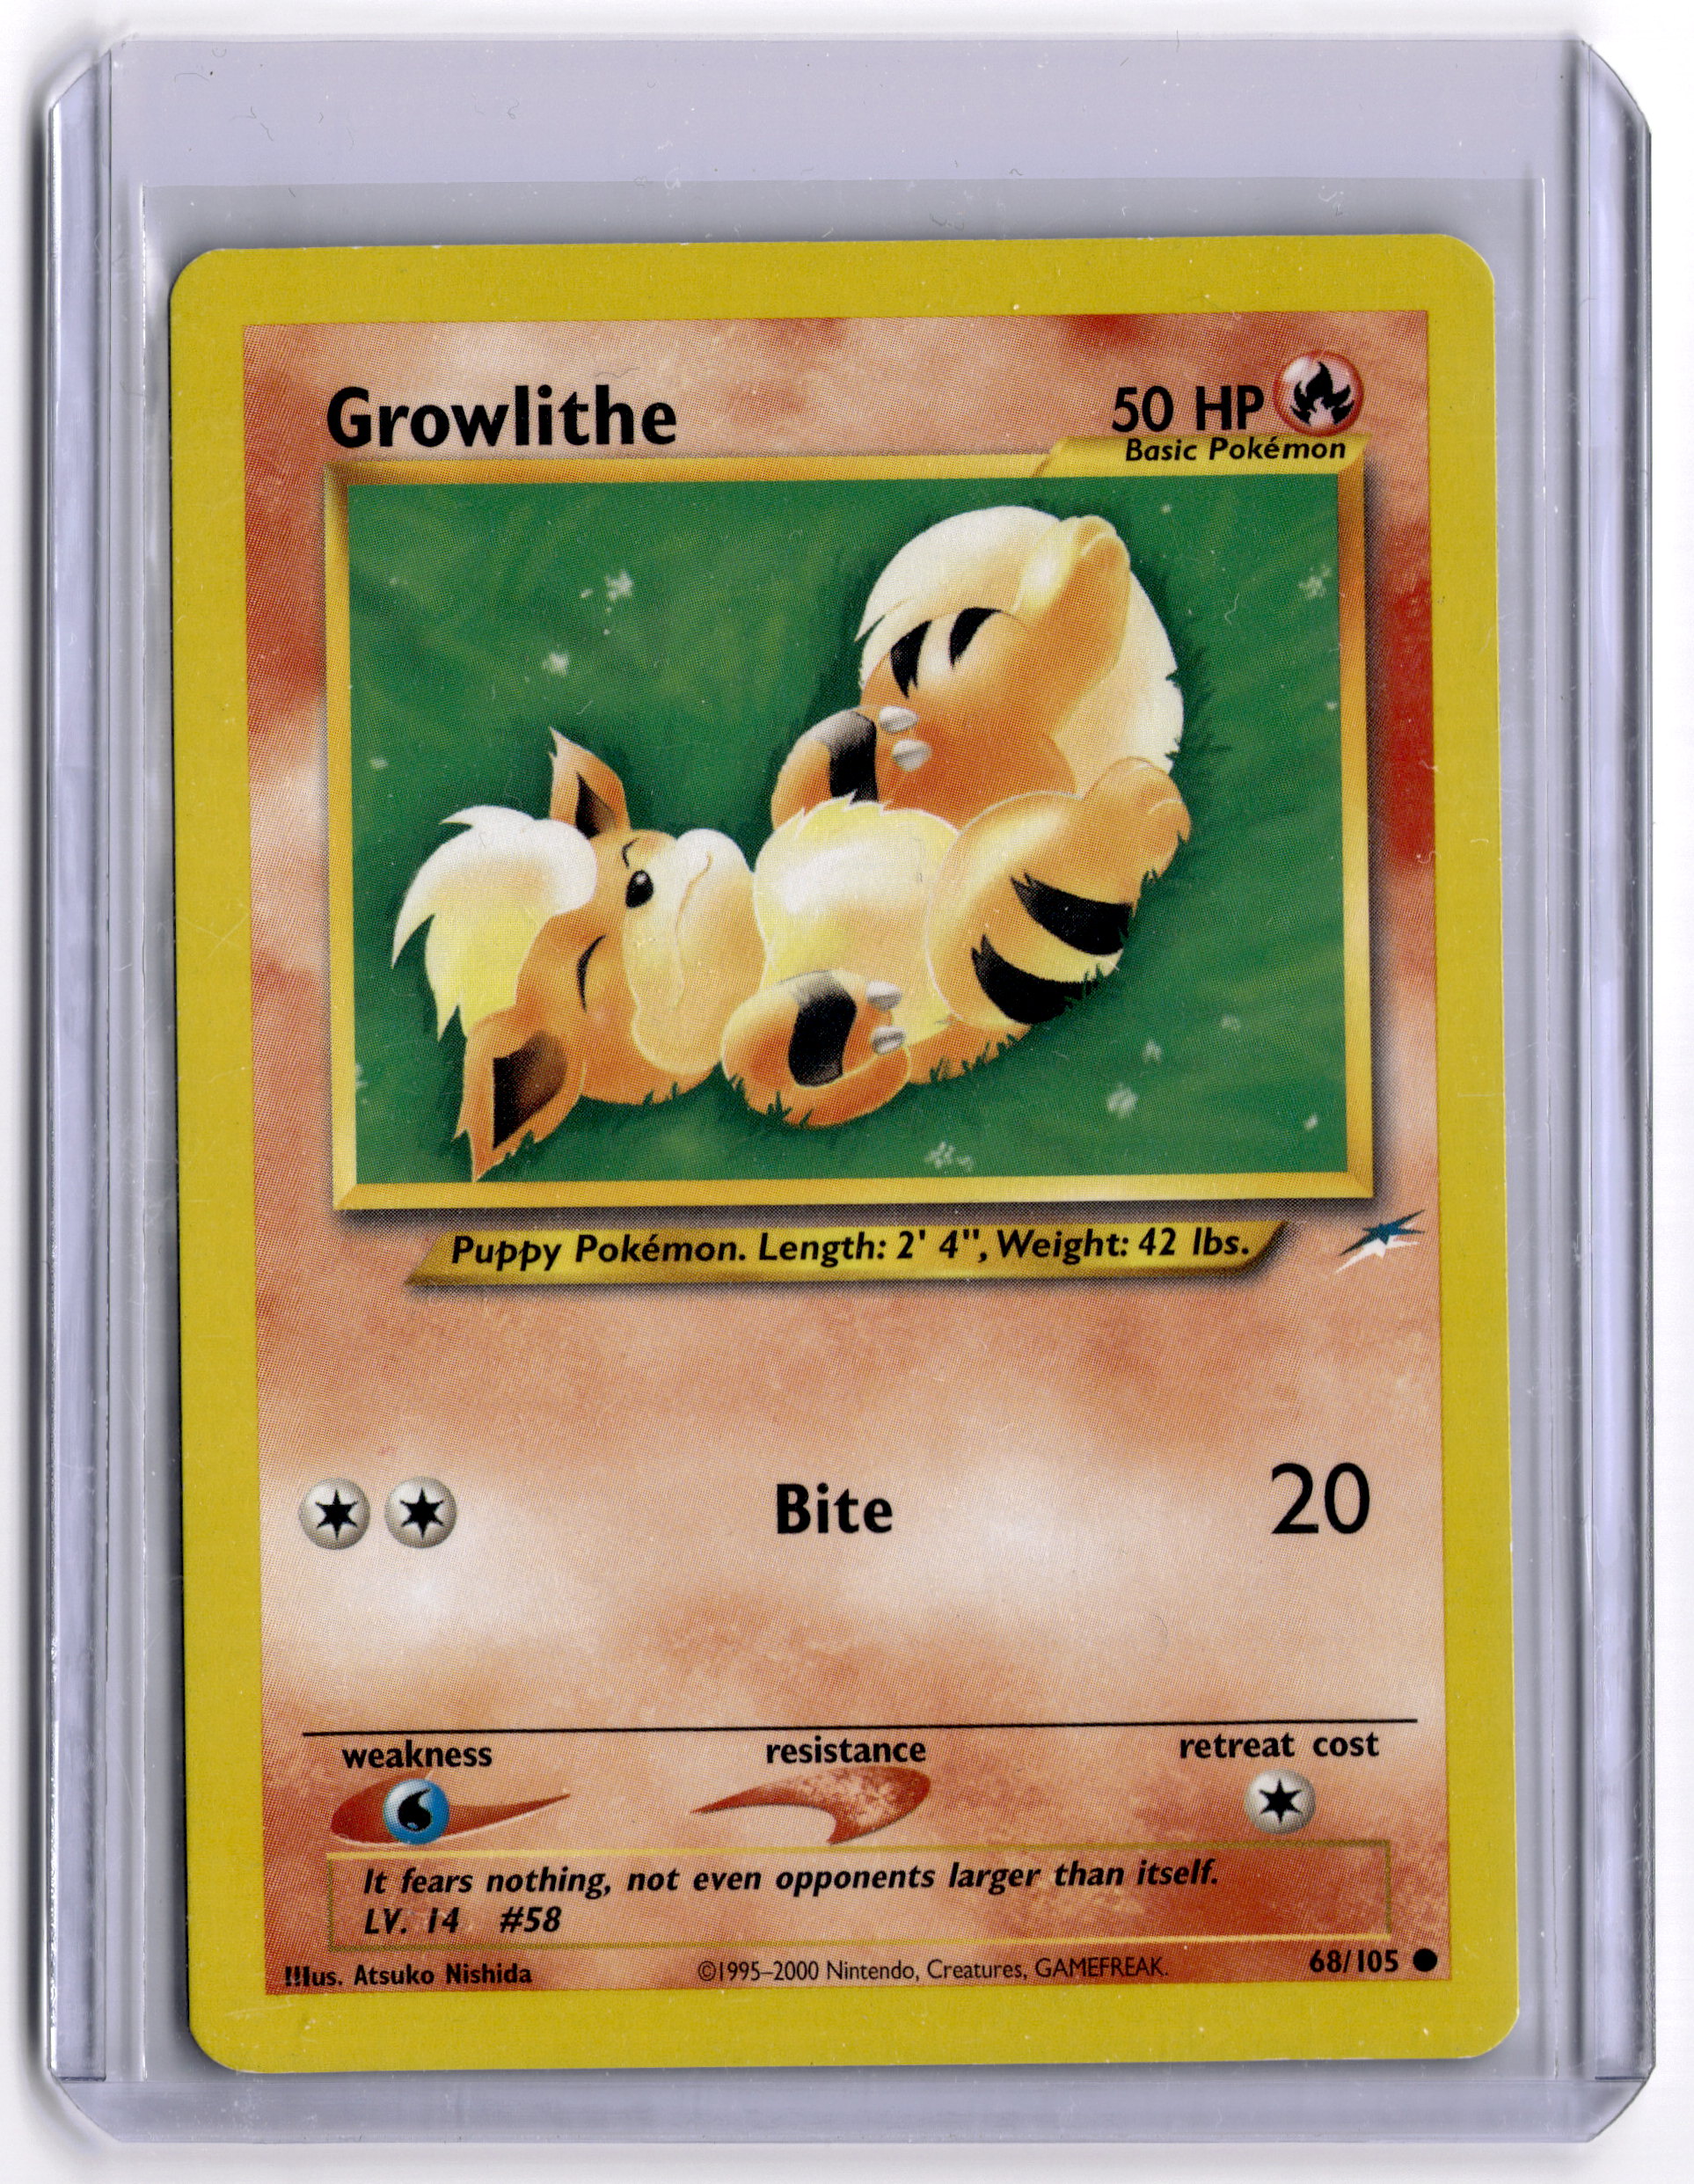 Growlithe
50 HP
Basic Pokémon
Puppy Pokémon. Length: 2' 4", Weight: 42 lbs.
Bite 20
weakness resistance retreat cost
It fears nothing, not even opponents larger than itself.
LV. 14 #58
Illus. Atsuko Nishida ©1995–2000 Nintendo, Creatures, GAMEFREAK. 68/105